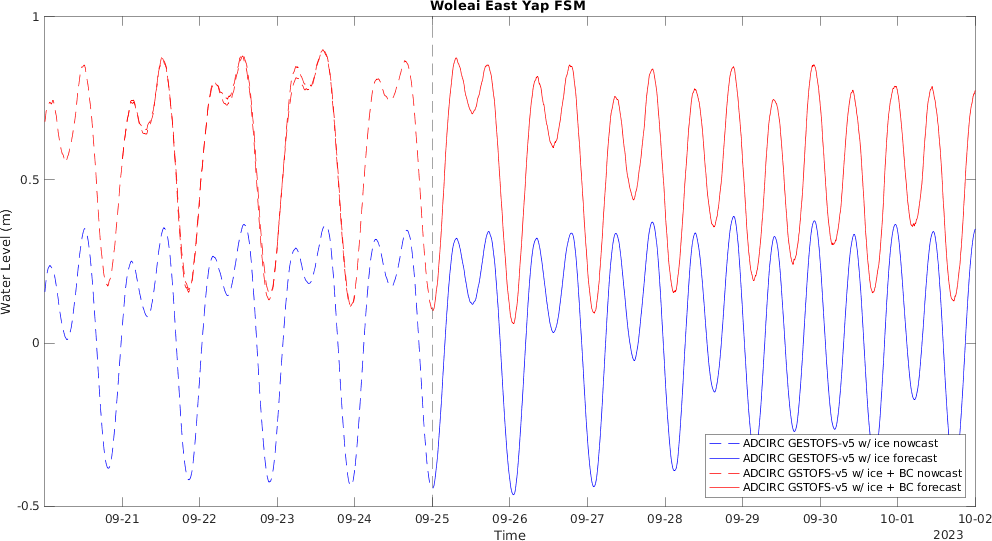 Woleai East Yap FSM
1
0.5
0
-0.5
Water Level (m)
09-21
09-22
09-23
09-24
09-25
09-26
09-27
09-28
09-29
09-30
10-01
10-02
Time
2023
ADCIRC GESTOFS-v5 w/ ice nowcast
ADCIRC GESTOFS-v5 w/ ice forecast
ADCIRC GSTOFS-v5 w/ ice + BC nowcast
ADCIRC GSTOFS-v5 w/ ice + BC forecast